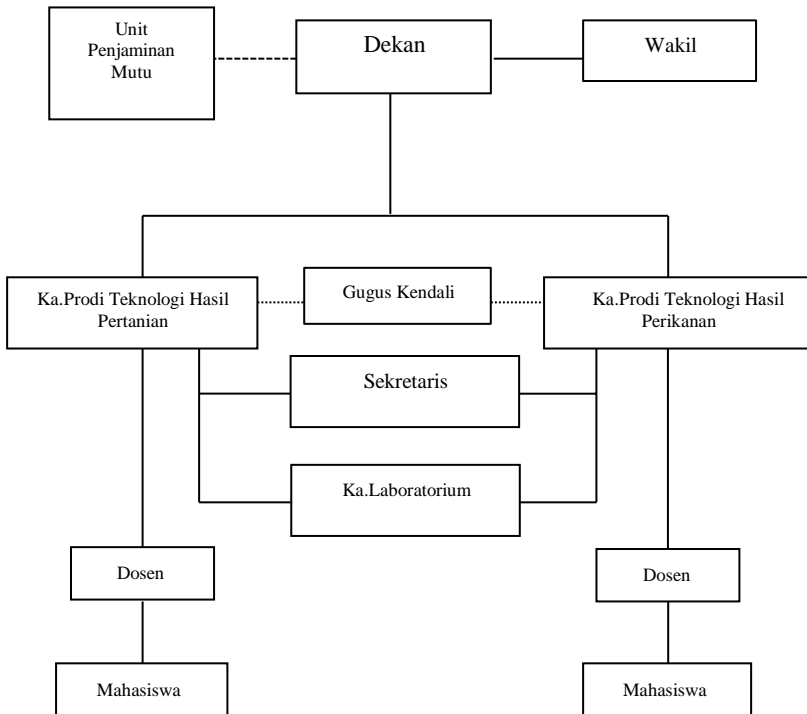 Unit
Penjaminan
Mutu
Dekan
Wakil
Ka.Prodi Teknologi Hasil
Pertanian
Gugus Kendali
Ka.Prodi Teknologi Hasil
Perikanan
Sekretaris
Ka.Laboratorium
Dosen
Dosen
Mahasiswa
Mahasiswa